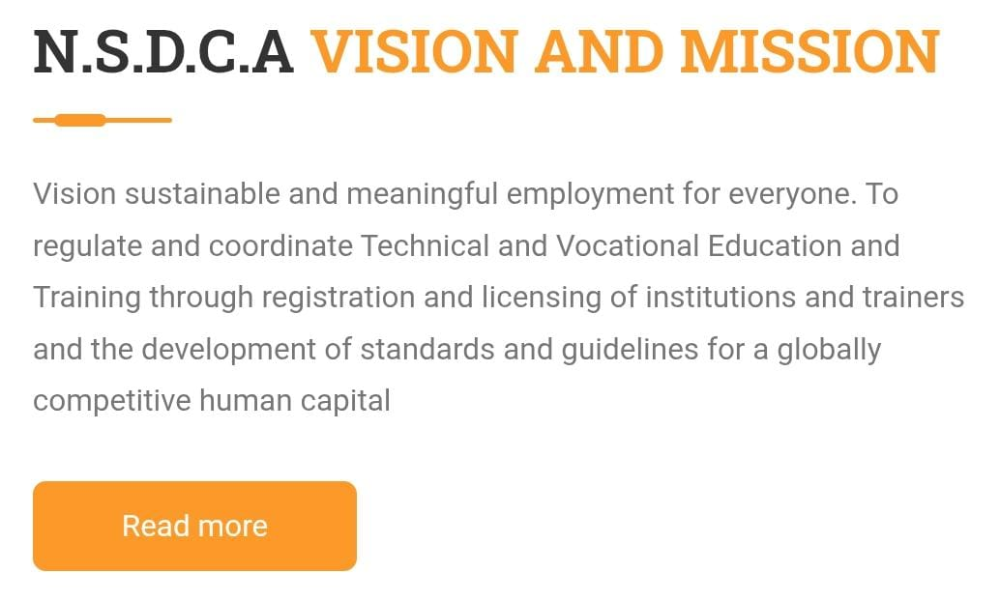 N.S.D.C.A VISION AND MISSION
Vision sustainable and meaningful employment for everyone. To
regulate and coordinate Technical and Vocational Education and
Training through registration and licensing of institutions and trainers
and the development of standards and guidelines for a globally
competitive human capital
Read more